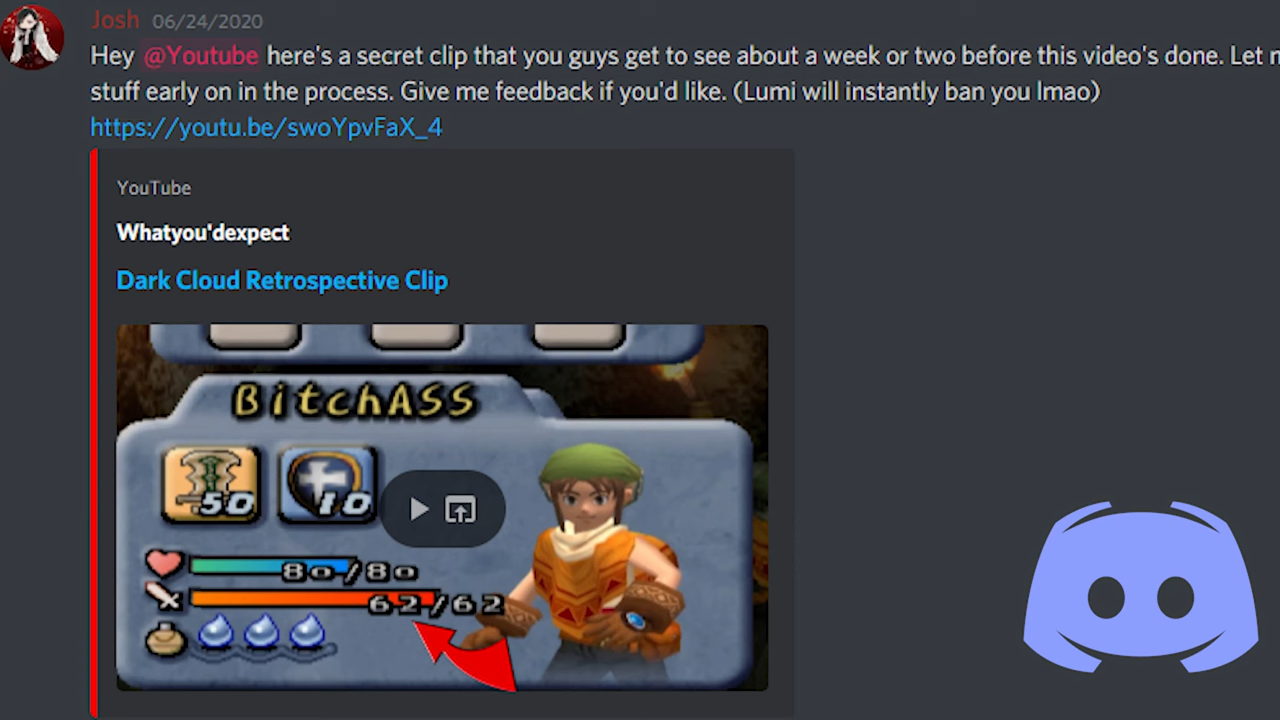 Josh 06/24/2020
Hey @Youtube here's a secret clip that you guys get to see about a week or two before this video's done. Let
stuff early on in the process. Give me feedback if you'd like. (Lumi will instantly ban you lmao)
https://youtu.be/swoYpvFaX_4
YouTube
Whatyou'dexpect
Dark Cloud Retrospective Clip
BitchASS
50 10
80/80
62/62